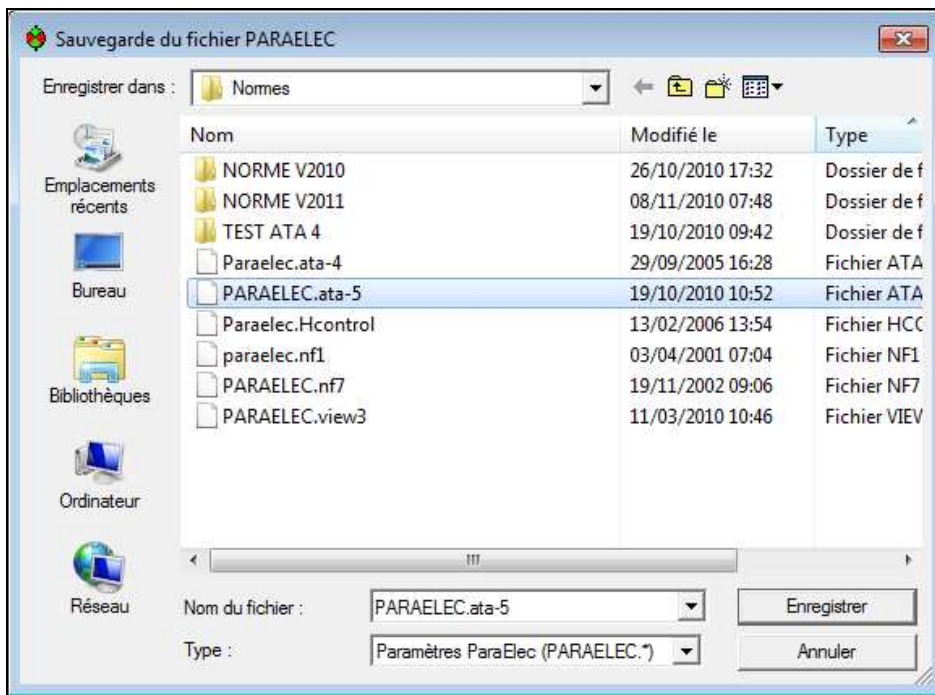 Sauvegarde du fichier PARAELEC
Enregistrer dans : Normes
Nom Modifié le Type
NORME V2010 26/10/2010 17:32 Dossier de f
NORME V2011 08/11/2010 07:48 Dossier de f
TEST ATA 4 19/10/2010 09:42 Dossier de f
Paraelec.ata-4 29/09/2005 16:28 Fichier ATA
PARAELEC.ata-5 19/10/2010 10:52 Fichier ATA
Paraelec.Hcontrol 13/02/2006 13:54 Fichier HCC
paraelec.nf1 03/04/2001 07:04 Fichier NF1
PARAELEC.nf7 19/11/2002 09:06 Fichier NF7
PARAELEC.view3 11/03/2010 10:46 Fichier VIEV
Emplacements
récents
Bureau
Bibliothèques
Ordinateur
Réseau
Nom du fichier : PARAELEC.ata-5 Enregistrer
Type : Paramètres ParaElec (PARAELEC.*) Annuler